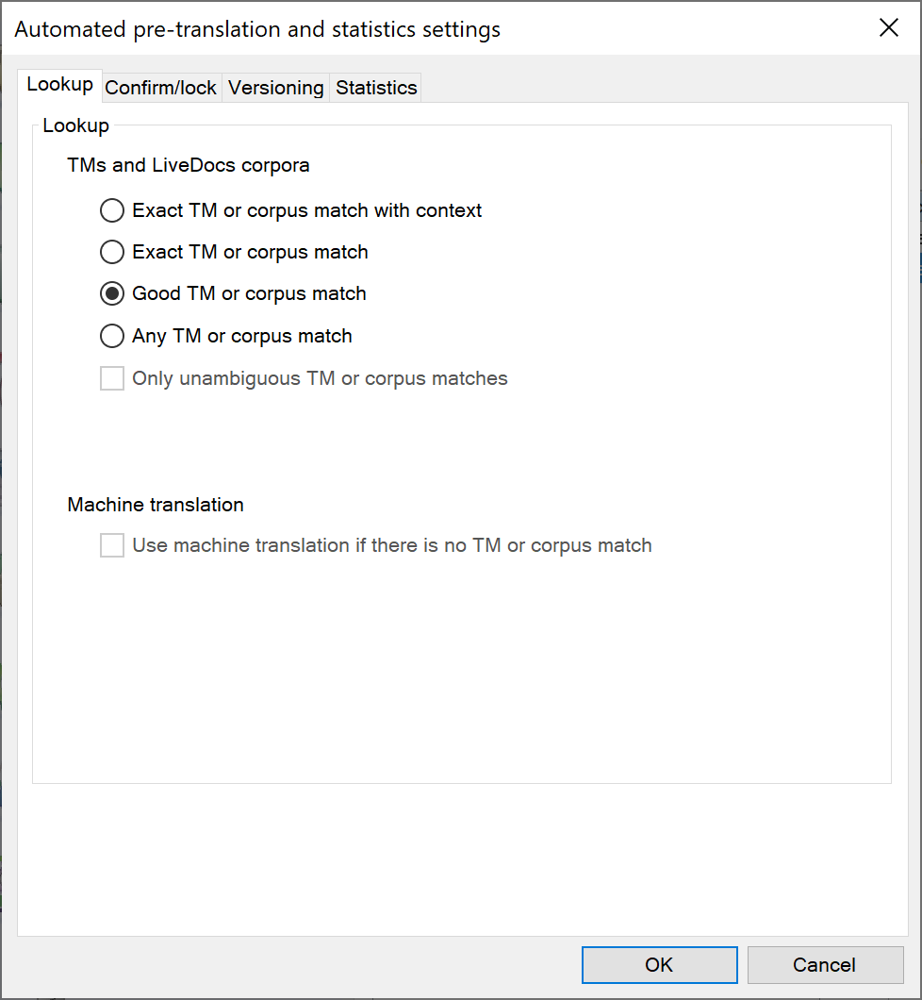 Automated pre-translation and statistics settings
Lookup Confirm/lock Versioning Statistics
Lookup
TMs and LiveDocs corpora
Exact TM or corpus match with context
Exact TM or corpus match
Good TM or corpus match
Any TM or corpus match
Only unambiguous TM or corpus matches
Machine translation
Use machine translation if there is no TM or corpus match
OK Cancel